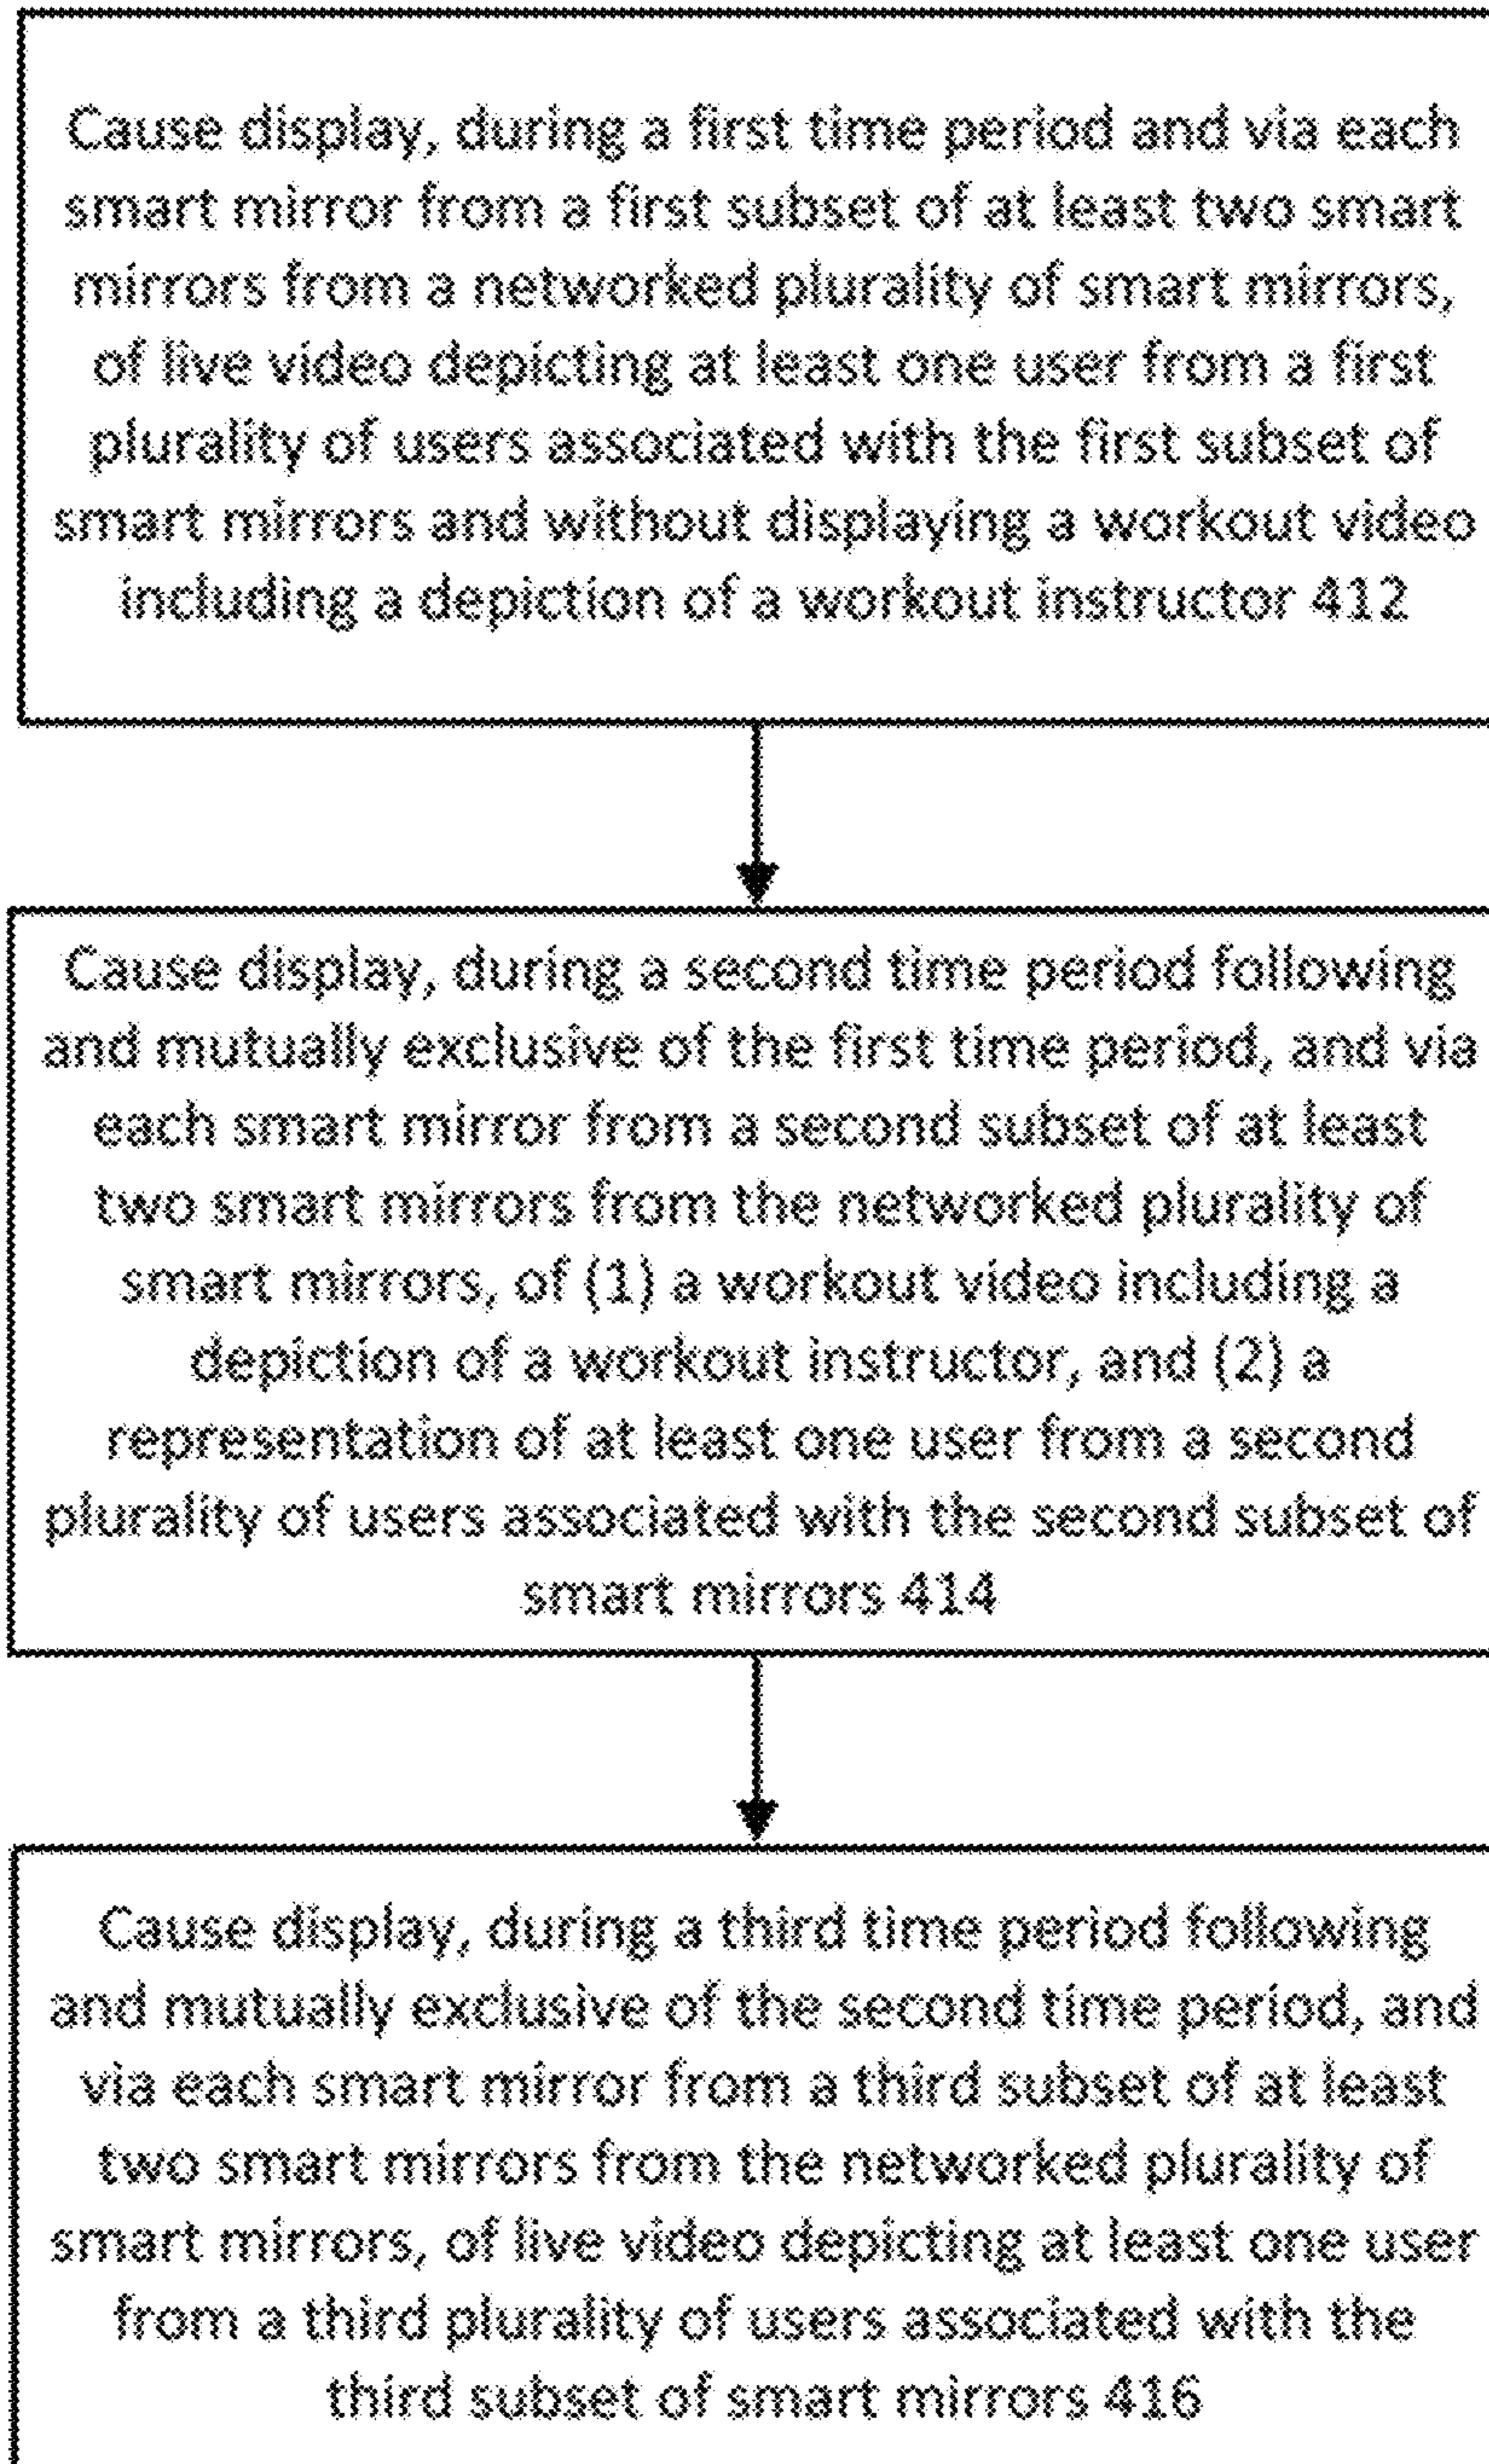 Cause display, during a first time period and via each
smart mirror from a first subset of at least two smart
mirrors from a networked plurality of smart mirrors,
of live video depicting at least one user from a first
plurality of users associated with the first subset of
smart mirrors and without displaying a workout video
including a depiction of a workout instructor 412
Cause display, during a second time period following
and mutually exclusive of the first time period, and via
each smart mirror from a second subset of at least
two smart mirrors from the networked plurality of
smart mirrors, of (1) a workout video including a
depiction of a workout instructor, and (2) a
representation of at least one user from a second
plurality of users associated with the second subset of
smart mirrors 414
Cause display, during a third time period following
and mutually exclusive of the second time period, and
via each smart mirror from a third subset of at least
two smart mirrors from the networked plurality of
smart mirrors, of live video depicting at least one user
from a third plurality of users associated with the
third subset of smart mirrors 416